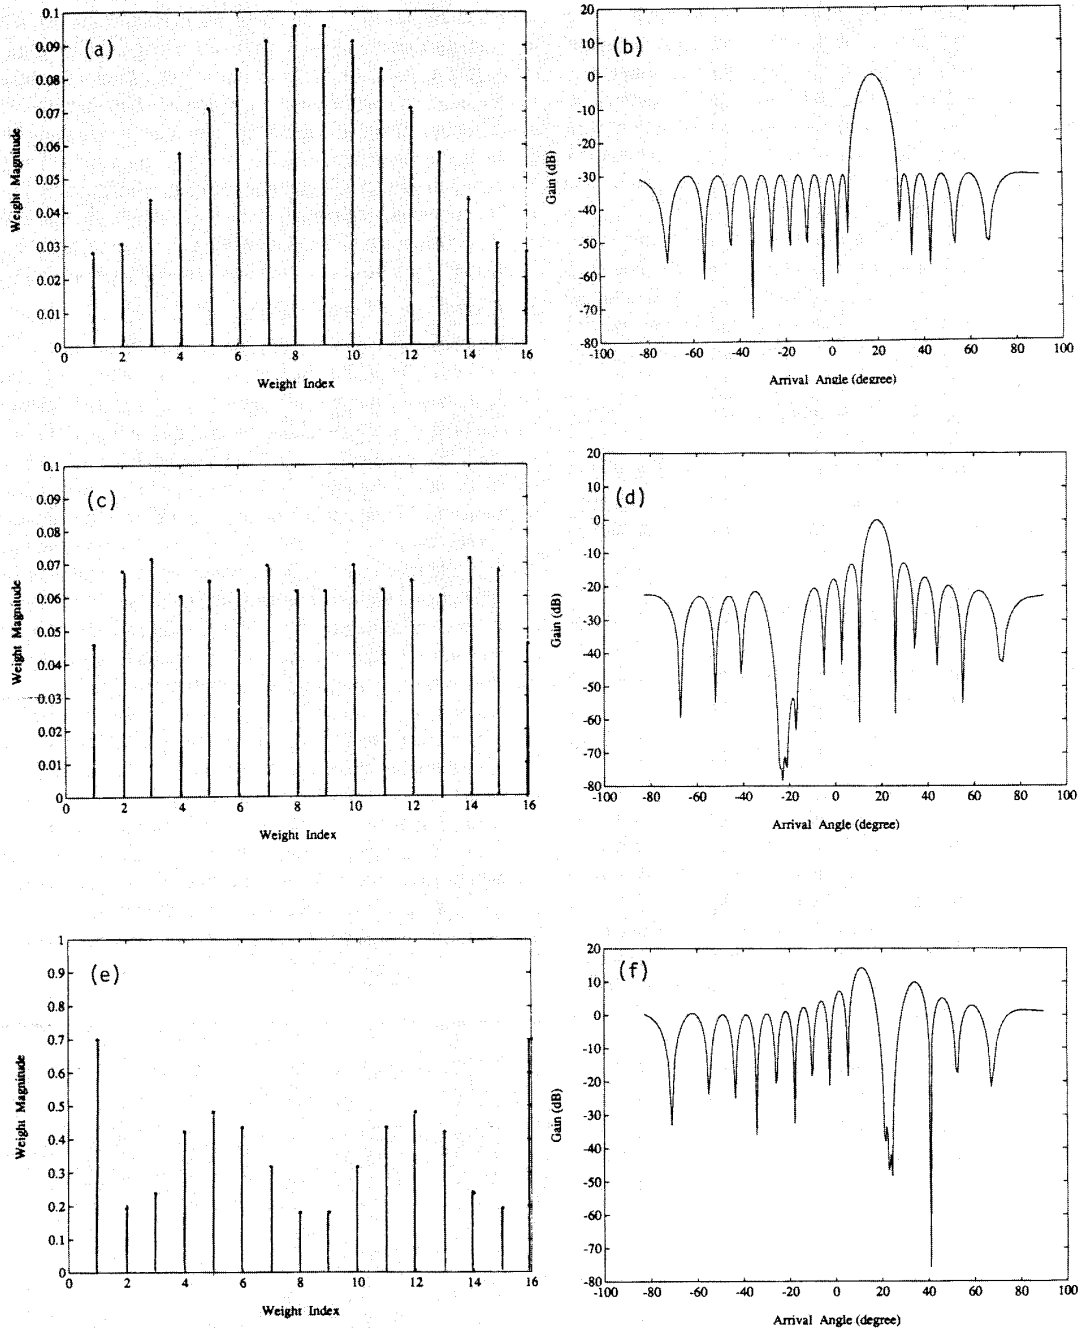 (a)
0.1
0.09
0.08
0.07
0.06
0.05
0.04
0.03
0.02
0.01
0
Weight Magnitude
0 2 4 6 8 10 12 14 16
Weight Index
(b)
20
10
0
-10
-20
-30
-40
-50
-60
-70
-80
Gain (dB)
-100 -80 -60 -40 -20 0 20 40 60 80 100
Arrival Angle (degree)
(c)
0.1
0.09
0.08
0.07
0.06
0.05
0.04
0.03
0.02
0.01
0
Weight Magnitude
0 2 4 6 8 10 12 14 16
Weight Index
(d)
20
10
0
-10
-20
-30
-40
-50
-60
-70
-80
Gain (dB)
-100 -80 -60 -40 -20 0 20 40 60 80 100
Arrival Angle (degree)
(e)
1
0.9
0.8
0.7
0.6
0.5
0.4
0.3
0.2
0.1
0
Weight Magnitude
0 2 4 6 8 10 12 14 16
Weight Index
(f)
20
10
0
-10
-20
-30
-40
-50
-60
-70
-80
Gain (dB)
-100 -80 -60 -40 -20 0 20 40 60 80 100
Arrival Angle (degree)